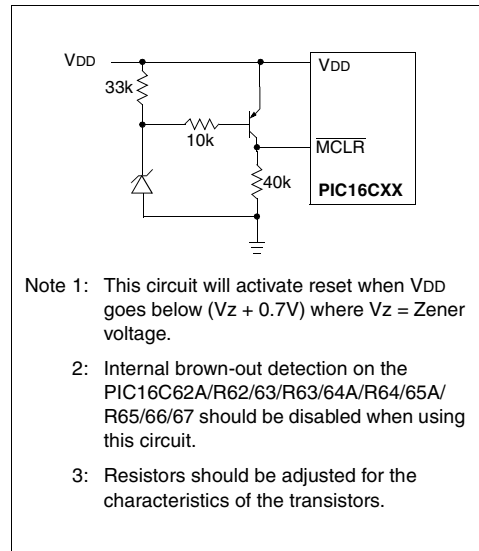 VDD
VDD
33k
10k
MCLR
40k
PIC16CXX
Note 1: This circuit will activate reset when VDD
goes below (Vz + 0.7V) where Vz = Zener
voltage.
2: Internal brown-out detection on the
PIC16C62A/R62/63/R63/64A/R64/65A/
R65/66/67 should be disabled when using
this circuit.
3: Resistors should be adjusted for the
characteristics of the transistors.